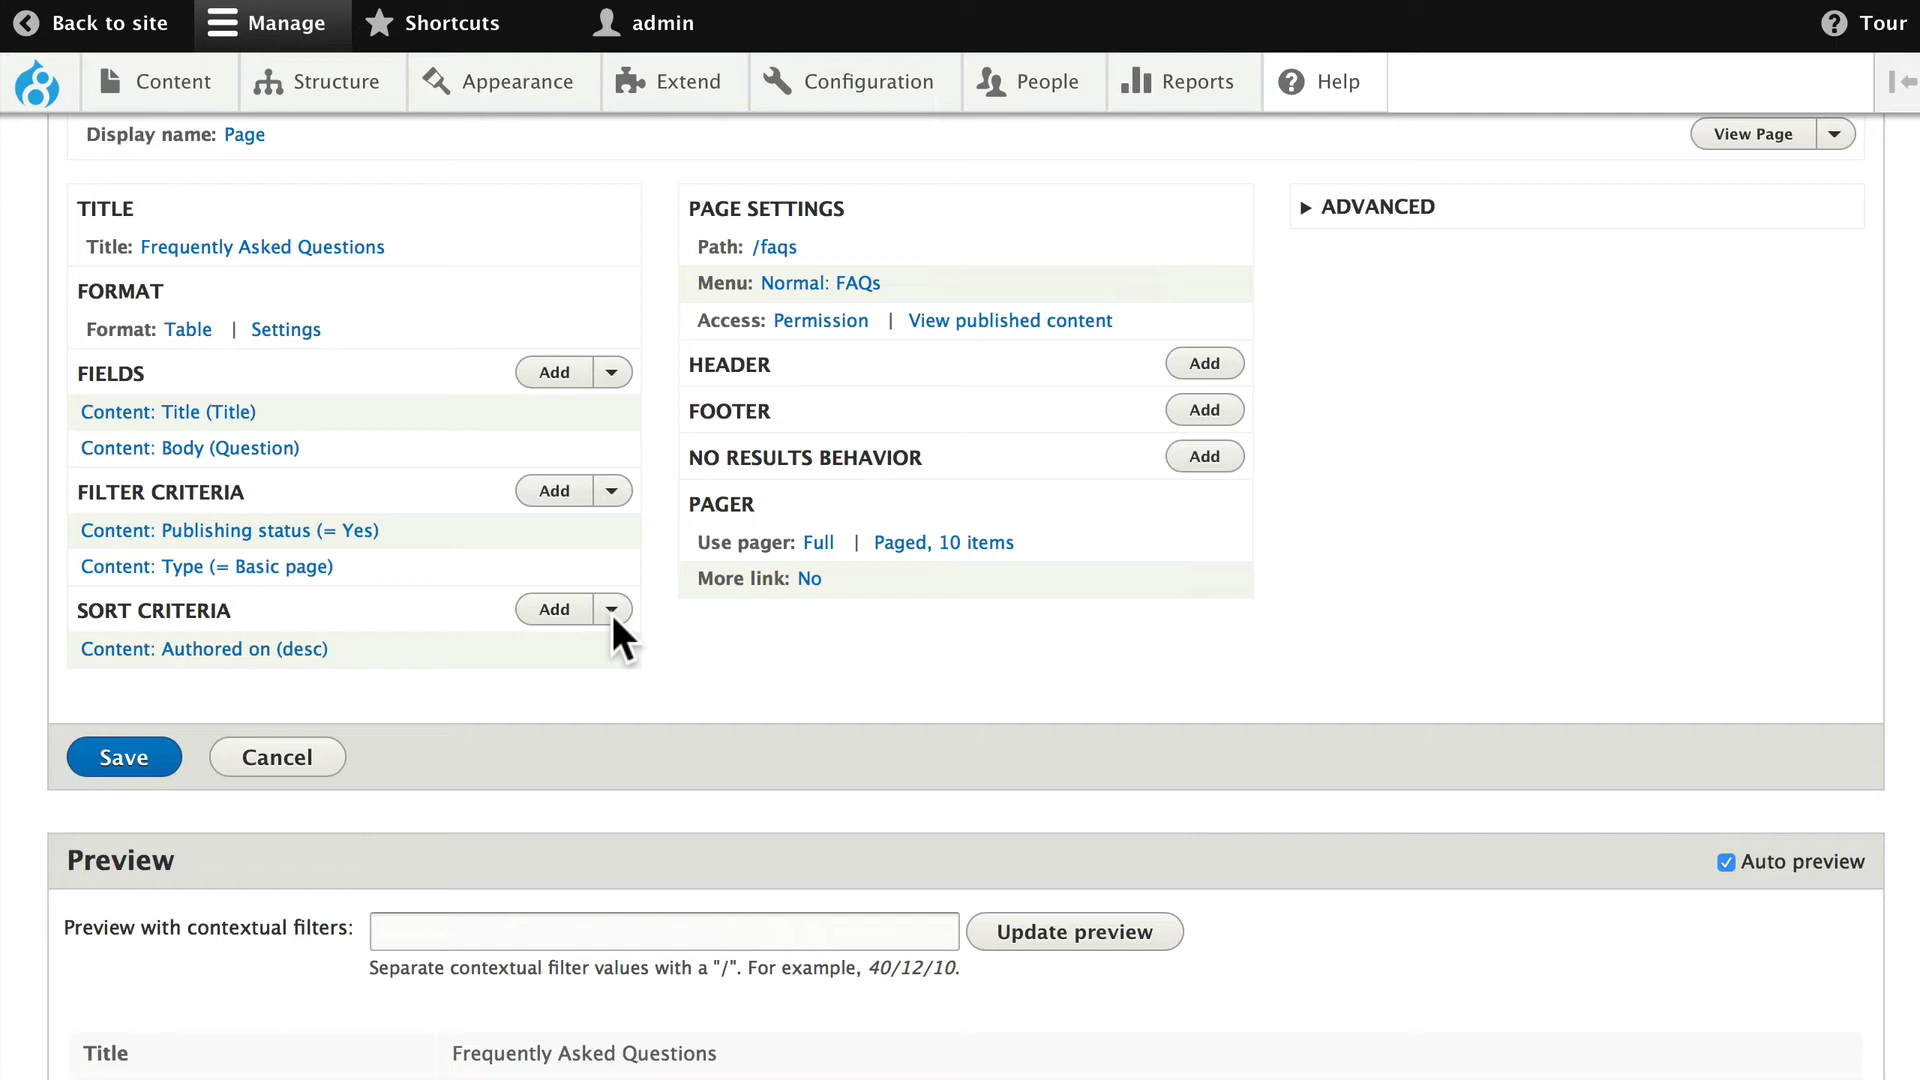 Back to site Manage Shortcuts admin Tour
Content Structure Appearance Extend Configuration People Reports Help
Display name: Page View Page
TITLE
Title: Frequently Asked Questions
FORMAT
Format: Table | Settings
FIELDS Add
Content: Title (Title)
Content: Body (Question)
FILTER CRITERIA Add
Content: Publishing status (= Yes)
Content: Type (= Basic page)
SORT CRITERIA Add
Content: Authored on (desc)
PAGE SETTINGS
Path: /faqs
Menu: Normal: FAQs
Access: Permission | View published content
HEADER Add
FOOTER Add
NO RESULTS BEHAVIOR Add
PAGER
Use pager: Full | Paged, 10 items
More link: No
ADVANCED
Save Cancel
Preview Auto preview
Preview with contextual filters: Update preview
Separate contextual filter values with a "/". For example, 40/12/10.
Title Frequently Asked Questions